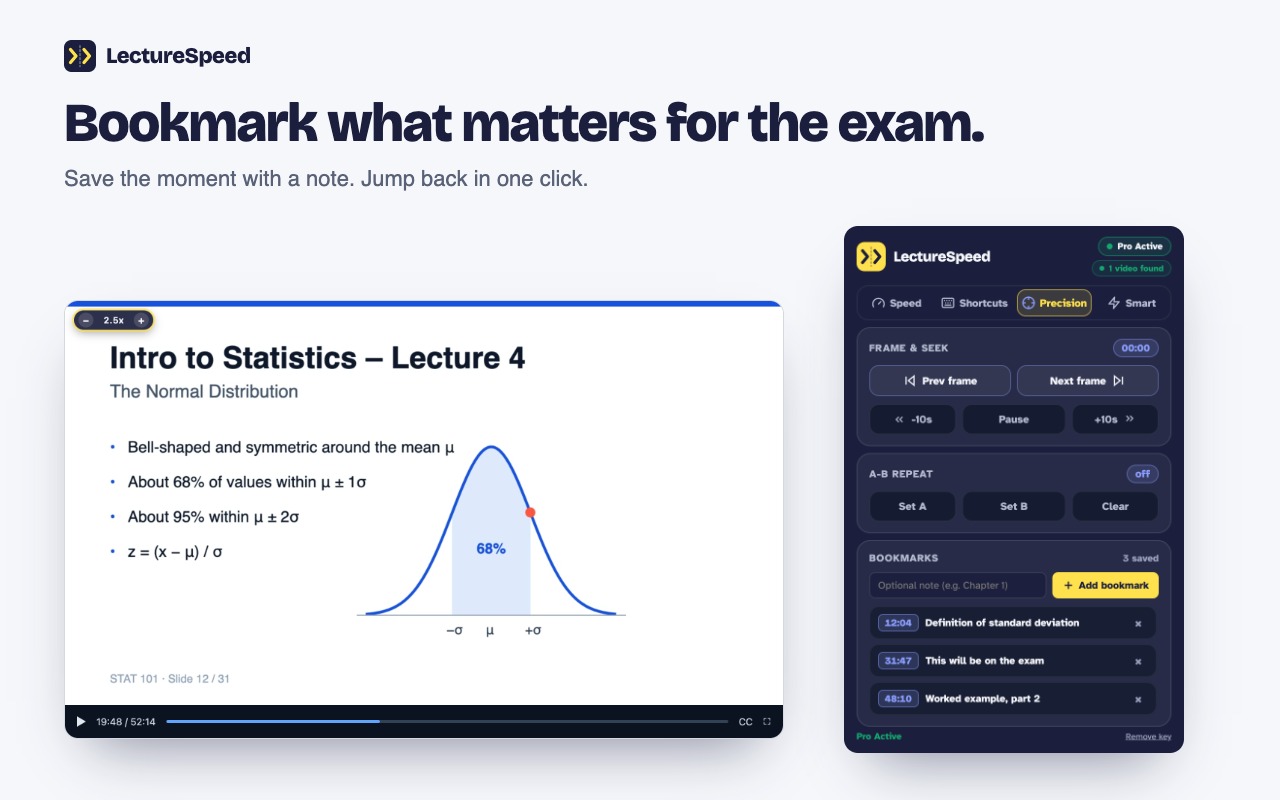 LectureSpeed
Bookmark what matters for the exam.
Save the moment with a note. Jump back in one click.
− 2.5x +
Intro to Statistics – Lecture 4
The Normal Distribution
• Bell-shaped and symmetric around the mean μ
• About 68% of values within μ ± 1σ
• About 95% within μ ± 2σ
• z = (x − μ) / σ
68%
−σ μ +σ
STAT 101 · Slide 12 / 31
19:48 / 52:14 CC
LectureSpeed
Pro Active
1 video found
Speed Shortcuts Precision Smart
FRAME & SEEK 00:00
Prev frame Next frame
« -10s Pause +10s »
A-B REPEAT off
Set A Set B Clear
BOOKMARKS 3 saved
Optional note (e.g. Chapter 1) + Add bookmark
12:04 Definition of standard deviation ×
31:47 This will be on the exam ×
48:10 Worked example, part 2 ×
Pro Active Remove key